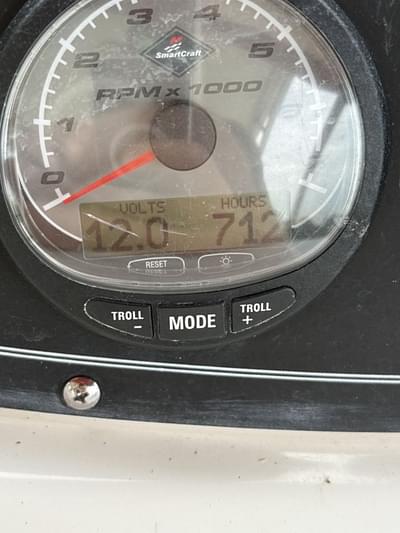 3 4
2 5
SmartCraft
RPM x 1000
1
0
VOLTS HOURS
12.0 712
RESET
TROLL - MODE TROLL +